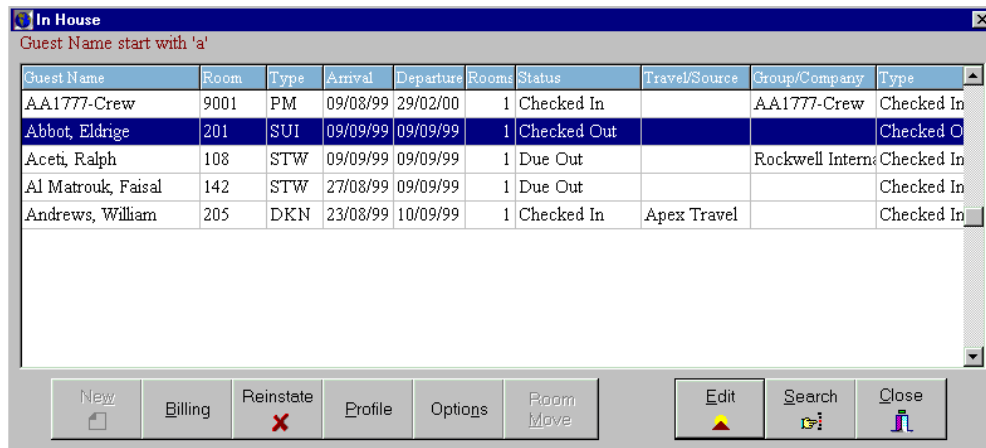 In House
Guest Name start with 'a'
Guest Name Room Type Arrival Departure Rooms Status Travel/Source Group/Company Type
AA1777-Crew 9001 PM 09/08/99 29/02/00 1 Checked In AA1777-Crew Checked In
Abbot, Eldrige 201 SUI 09/09/99 09/09/99 1 Checked Out Checked O
Aceti, Ralph 108 STW 09/09/99 09/09/99 1 Due Out Rockwell Interna Checked In
Al Matrouk, Faisal 142 STW 27/08/99 09/09/99 1 Due Out Checked In
Andrews, William 205 DKN 23/08/99 10/09/99 1 Checked In Apex Travel Checked In
New Billing Reinstate Profile Options Room Move Edit Search Close